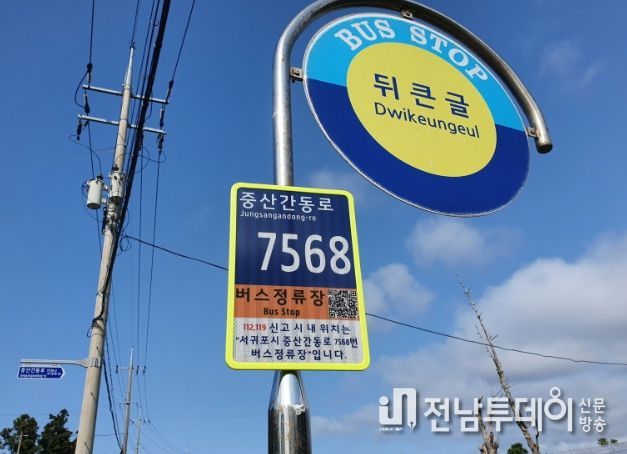 BUS STOP
뒤큰글
Dwikeungeul
중산간동로
Jungsangandong-ro
7568
버스정류장
Bus Stop
112,119 신고 시 내 위치는
"서귀포시 중산간동로 7568번
버스정류장"입니다.
중산간동로
전남투데이 신문
방송